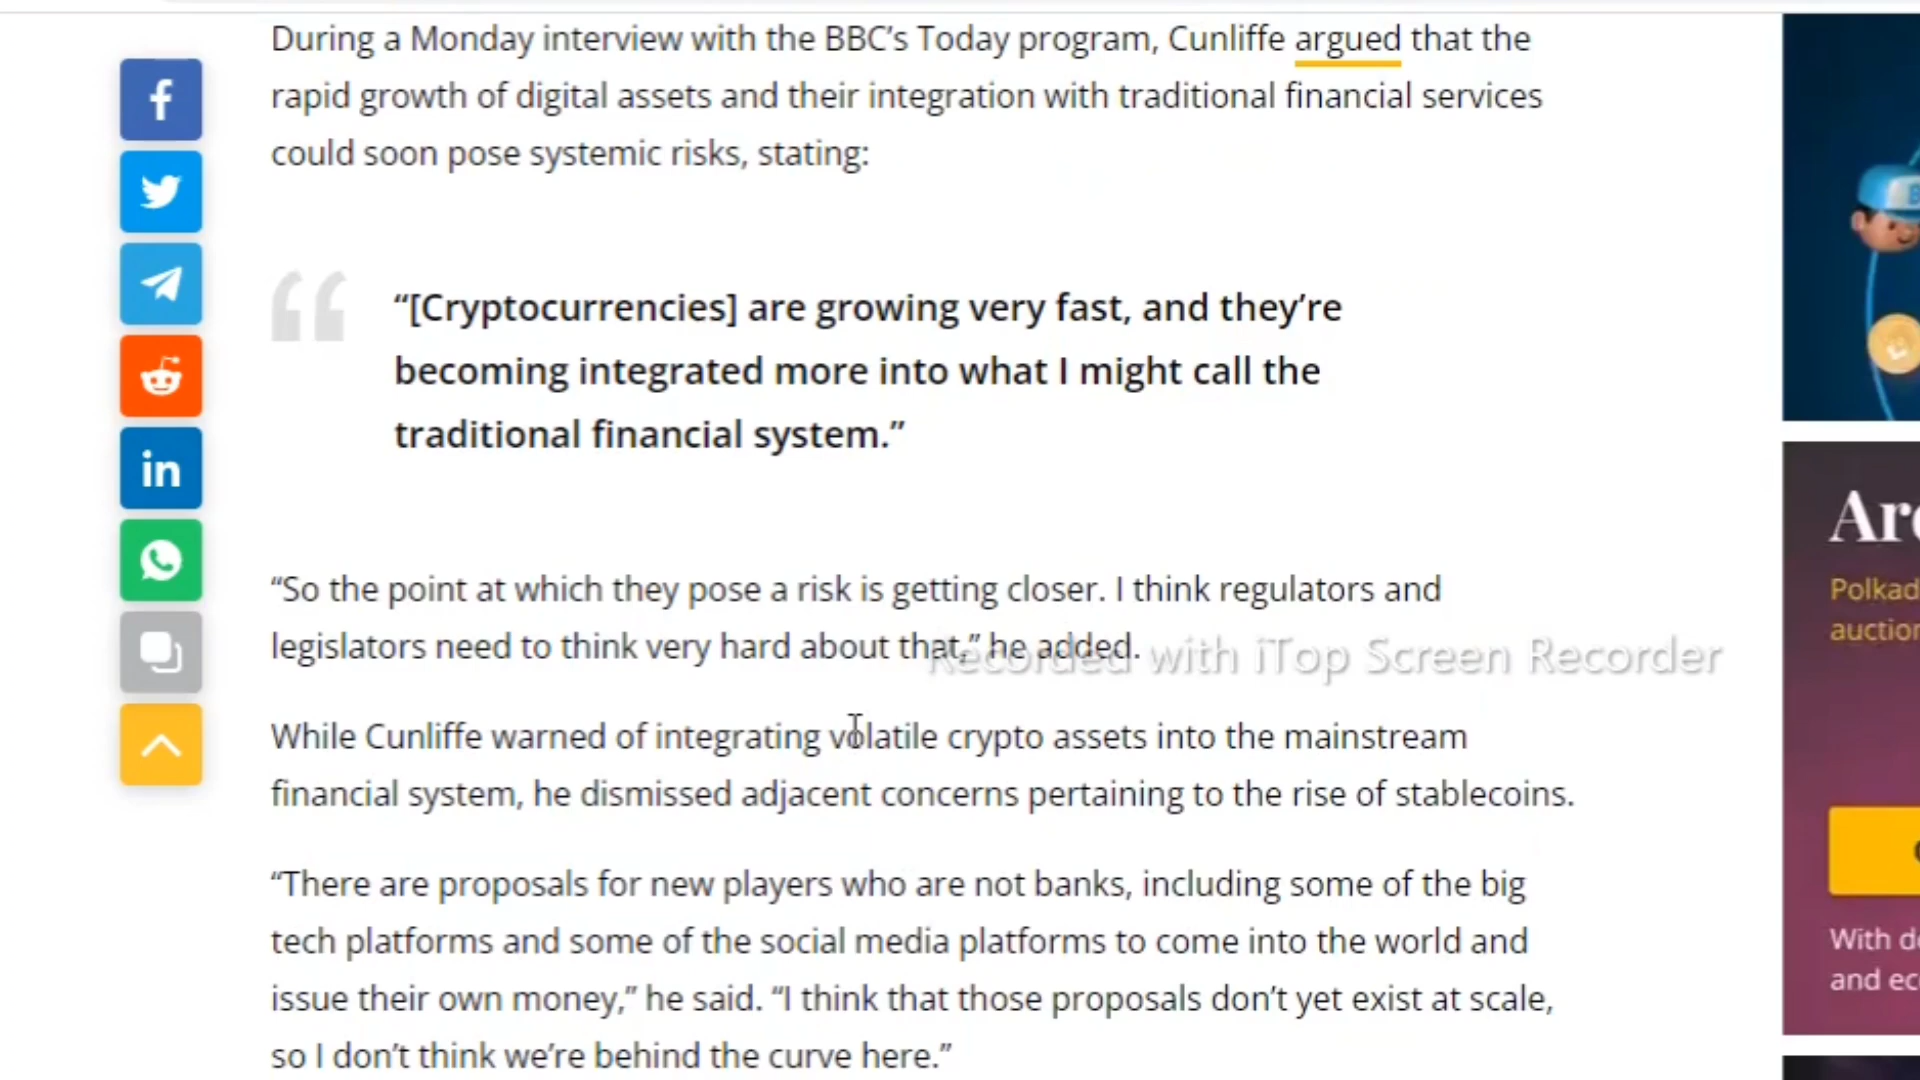 During a Monday interview with the BBC’s Today program, Cunliffe argued that the
rapid growth of digital assets and their integration with traditional financial services
could soon pose systemic risks, stating:
“[Cryptocurrencies] are growing very fast, and they’re
becoming integrated more into what I might call the
traditional financial system.”
“So the point at which they pose a risk is getting closer. I think regulators and
legislators need to think very hard about that,” he added.
Recorded with iTop Screen Recorder
While Cunliffe warned of integrating volatile crypto assets into the mainstream
financial system, he dismissed adjacent concerns pertaining to the rise of stablecoins.
“There are proposals for new players who are not banks, including some of the big
tech platforms and some of the social media platforms to come into the world and
issue their own money,” he said. “I think that those proposals don’t yet exist at scale,
so I don’t think we’re behind the curve here.”
in
Polkad
auction
With d
and ec